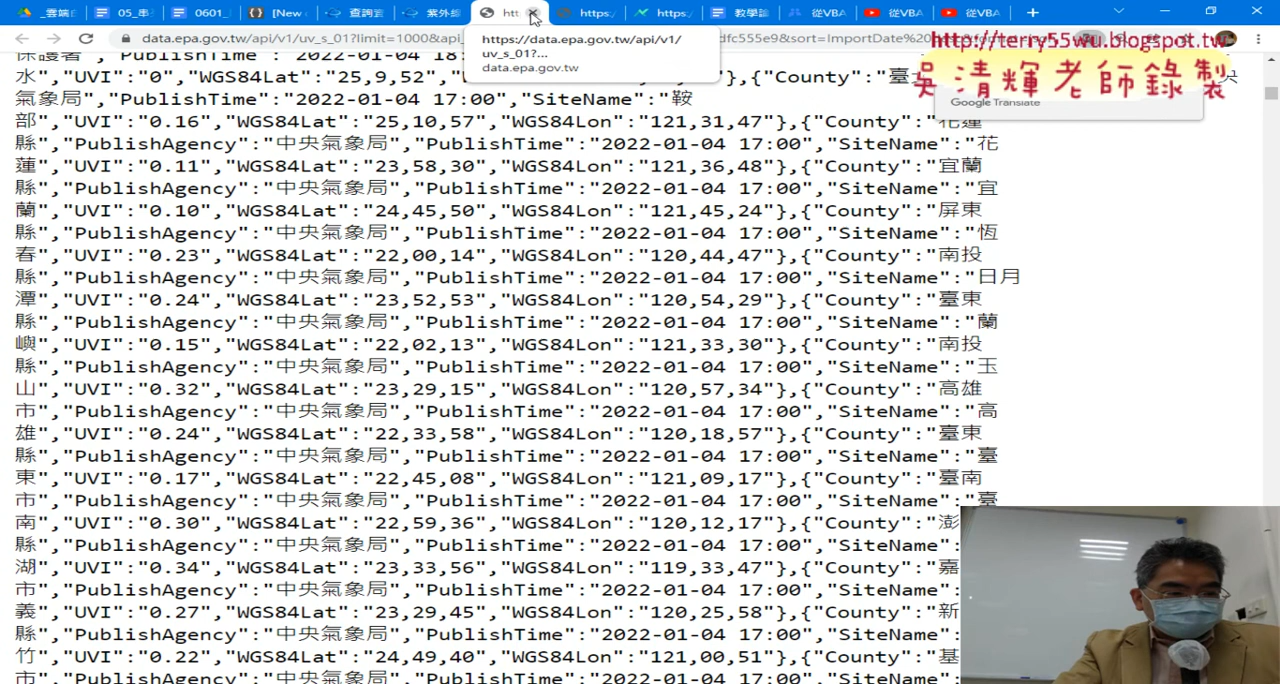 _雲端
05_串
0601_
[New
查詢宜
紫外線
htt
https:/
https:/
教學論
從VBA
從VBA
從VBA
data.epa.gov.tw/api/v1/uv_s_01?limit=1000&api_
dfc555e9&sort=ImportDate%20
https://data.epa.gov.tw/api/v1/
uv_s_01?...
data.epa.gov.tw
http://terry55wu.blogspot.tw
吳清輝老師錄製
Google Translate
水","UVI":"0","WGS84Lat":"25,9,52","
"},{"County":"臺
氣象局","PublishTime":"2022-01-04 17:00","SiteName":"鞍
部","UVI":"0.16","WGS84Lat":"25,10,57","WGS84Lon":"121,31,47"},{"County":"花蓮
縣","PublishAgency":"中央氣象局","PublishTime":"2022-01-04 17:00","SiteName":"花
蓮","UVI":"0.11","WGS84Lat":"23,58,30","WGS84Lon":"121,36,48"},{"County":"宜蘭
縣","PublishAgency":"中央氣象局","PublishTime":"2022-01-04 17:00","SiteName":"宜
蘭","UVI":"0.10","WGS84Lat":"24,45,50","WGS84Lon":"121,45,24"},{"County":"屏東
縣","PublishAgency":"中央氣象局","PublishTime":"2022-01-04 17:00","SiteName":"恆
春","UVI":"0.23","WGS84Lat":"22,00,14","WGS84Lon":"120,44,47"},{"County":"南投
縣","PublishAgency":"中央氣象局","PublishTime":"2022-01-04 17:00","SiteName":"日月
潭","UVI":"0.24","WGS84Lat":"23,52,53","WGS84Lon":"120,54,29"},{"County":"臺東
縣","PublishAgency":"中央氣象局","PublishTime":"2022-01-04 17:00","SiteName":"蘭
嶼","UVI":"0.15","WGS84Lat":"22,02,13","WGS84Lon":"121,33,30"},{"County":"南投
縣","PublishAgency":"中央氣象局","PublishTime":"2022-01-04 17:00","SiteName":"玉
山","UVI":"0.32","WGS84Lat":"23,29,15","WGS84Lon":"120,57,34"},{"County":"高雄
市","PublishAgency":"中央氣象局","PublishTime":"2022-01-04 17:00","SiteName":"高
雄","UVI":"0.24","WGS84Lat":"22,33,58","WGS84Lon":"120,18,57"},{"County":"臺東
縣","PublishAgency":"中央氣象局","PublishTime":"2022-01-04 17:00","SiteName":"臺
東","UVI":"0.17","WGS84Lat":"22,45,08","WGS84Lon":"121,09,17"},{"County":"臺南
市","PublishAgency":"中央氣象局","PublishTime":"2022-01-04 17:00","SiteName":"臺
南","UVI":"0.30","WGS84Lat":"22,59,36","WGS84Lon":"120,12,17"},{"County":"澎
縣","PublishAgency":"中央氣象局","PublishTime":"2022-01-04 17:00","SiteName":"
湖","UVI":"0.34","WGS84Lat":"23,33,56","WGS84Lon":"119,33,47"},{"County":"嘉
市","PublishAgency":"中央氣象局","PublishTime":"2022-01-04 17:00","SiteName":"
義","UVI":"0.27","WGS84Lat":"23,29,45","WGS84Lon":"120,25,58"},{"County":"新
縣","PublishAgency":"中央氣象局","PublishTime":"2022-01-04 17:00","SiteName":"
竹","UVI":"0.22","WGS84Lat":"24,49,40","WGS84Lon":"121,00,51"},{"County":"基
市","PublishAgency":"中央氣象局","PublishTime":"2022-01-04 17:00","SiteName":"